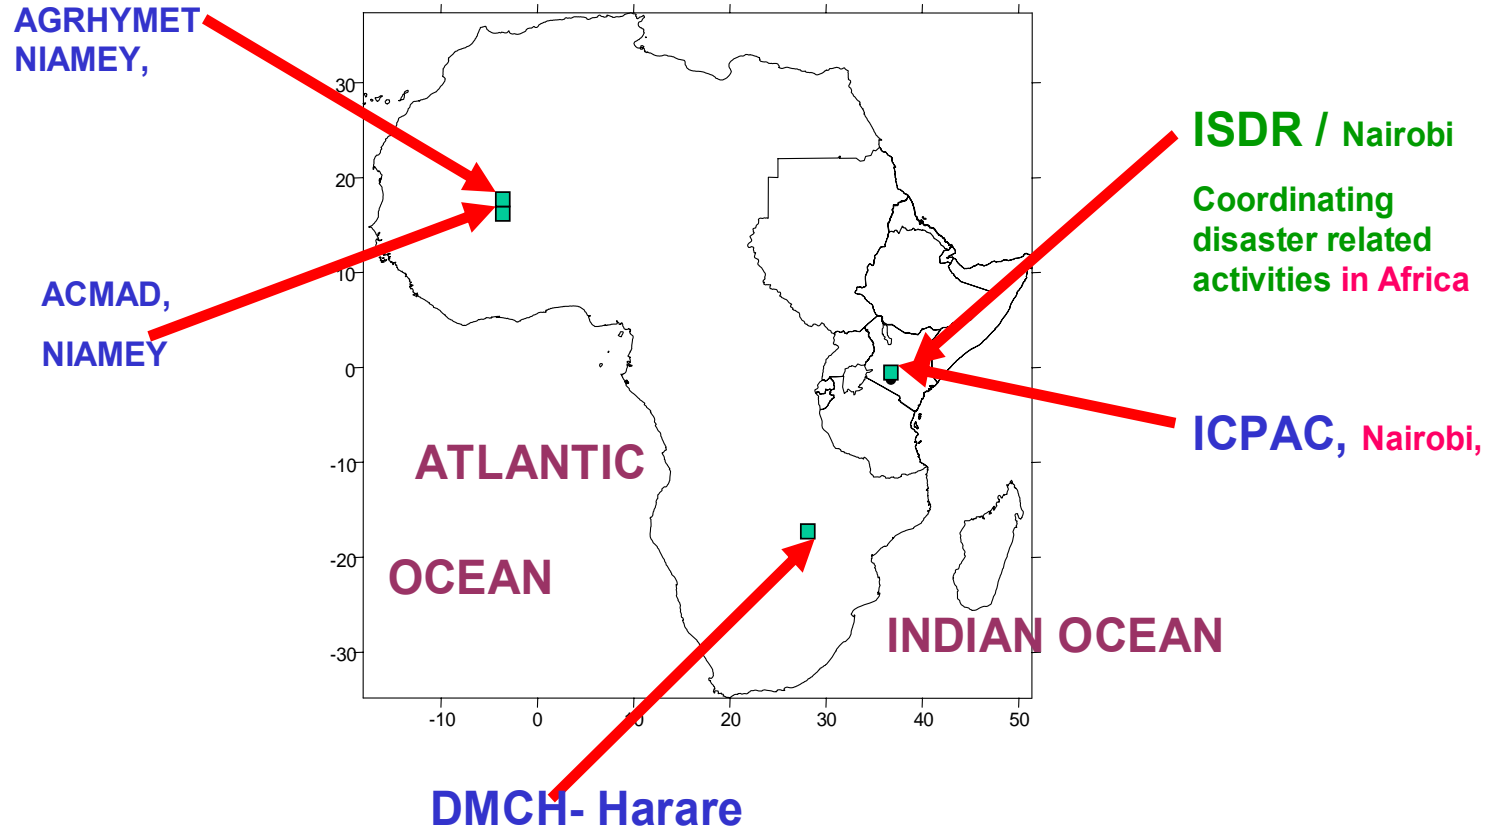 AGRHYMET
NIAMEY,
ACMAD,
NIAMEY
ISDR / Nairobi
Coordinating
disaster related
activities in Africa
ICPAC, Nairobi,
ATLANTIC
OCEAN
INDIAN OCEAN
DMCH- Harare
30
20
10
0
-10
-20
-30
-10
0
10
20
30
40
50